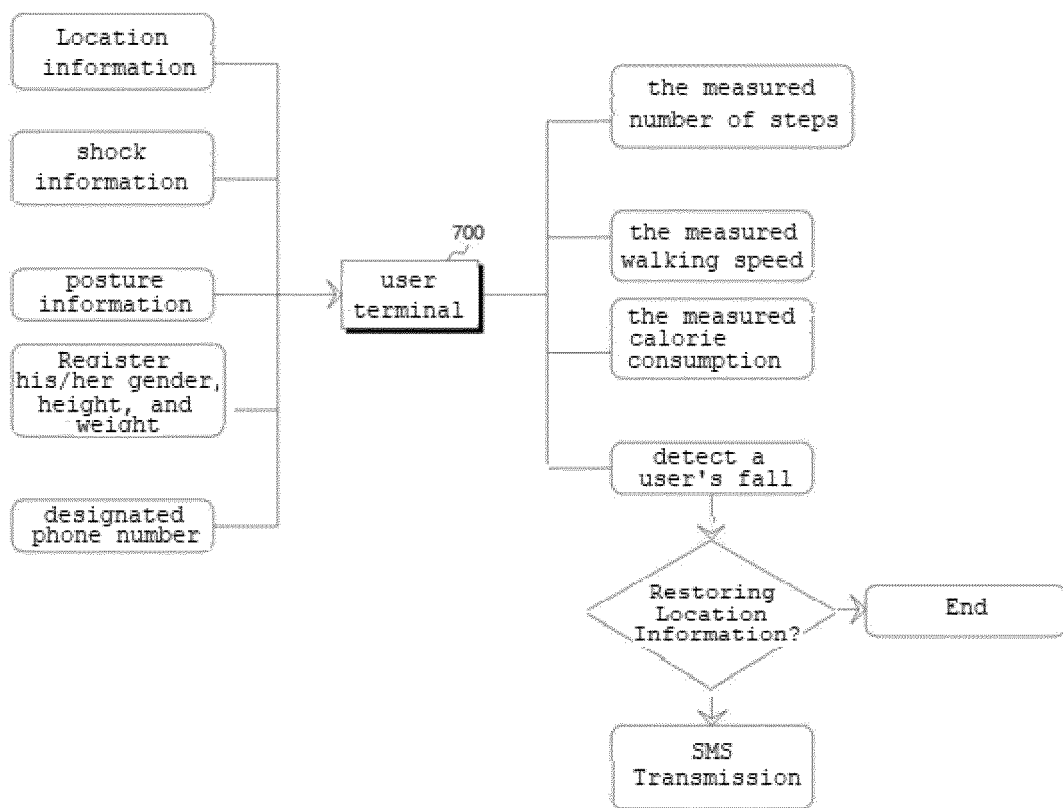 Location
information
shock
information
posture
information
Register
his/her gender,
height, and
weight
designated
phone number
700
user
terminal
the measured
number of steps
the measured
walking speed
the measured
calorie
consumption
detect a
user's fall
Restoring
Location
Information?
End
SMS
Transmission